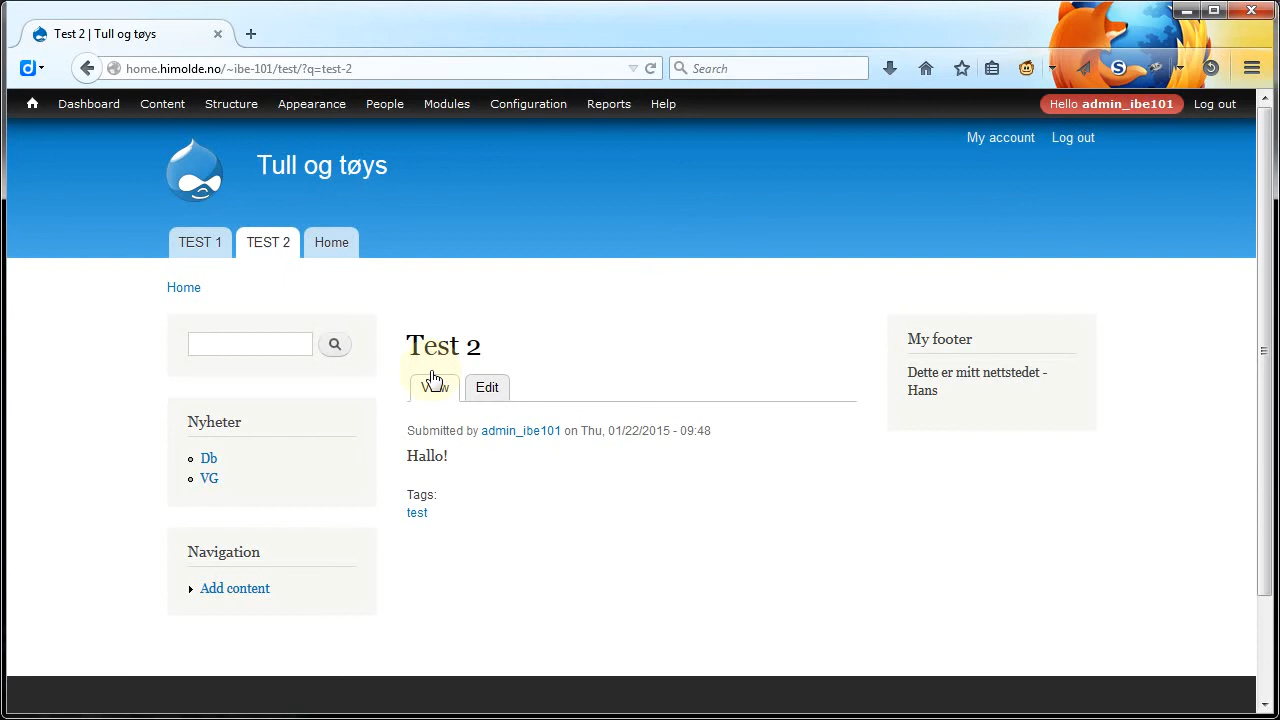 Test 2 | Tull og tøys
home.himolde.no/~ibe-101/test/?q=test-2
Search
Dashboard Content Structure Appearance People Modules Configuration Reports Help Hello admin_ibe101 Log out
My account Log out
Tull og tøys
TEST 1 TEST 2 Home
Home
Test 2
View Edit
Submitted by admin_ibe101 on Thu, 01/22/2015 - 09:48
Hallo!
Tags:
test
Nyheter
Db
VG
Navigation
Add content
My footer
Dette er mitt nettstedet -
Hans